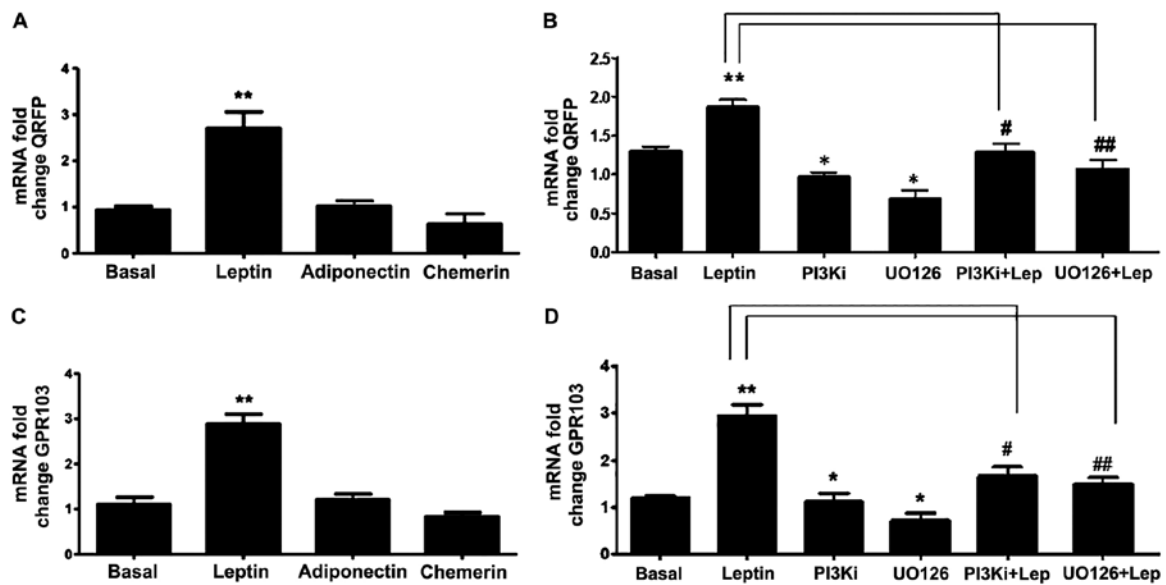 A
mRNA fold
change QRFP
4
3
2
1
0
**
Basal Leptin Adiponectin Chemerin
B
mRNA fold
change QRFP
2.5
2.0
1.5
1.0
0.5
0.0
** * * # ##
Basal Leptin PI3Ki UO126 PI3Ki+Lep UO126+Lep
C
mRNA fold
change GPR103
4
3
2
1
0
**
Basal Leptin Adiponectin Chemerin
D
mRNA fold
change GPR103
4
3
2
1
0
** * * # ##
Basal Leptin PI3Ki UO126 PI3Ki+Lep UO126+Lep